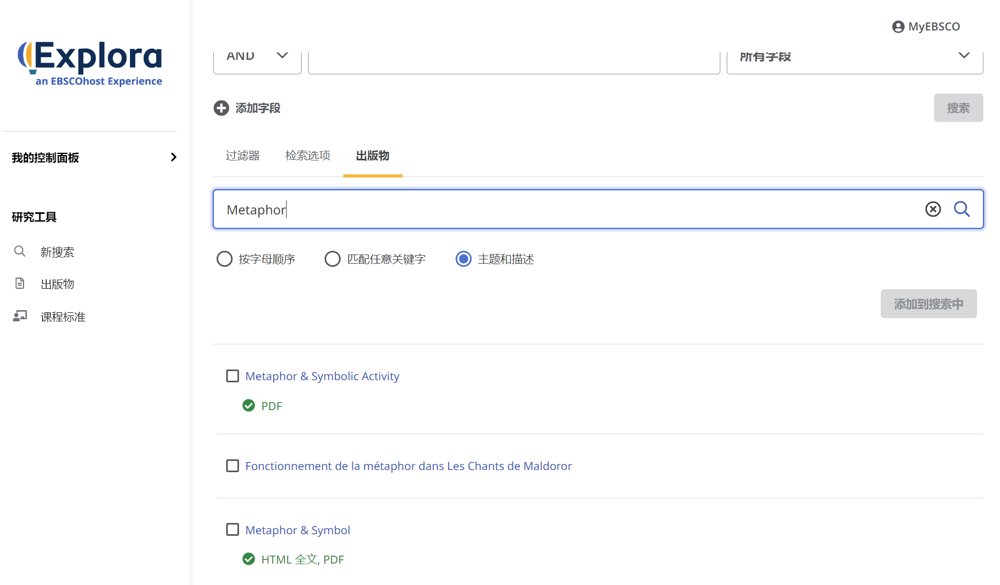 Explora
an EBSCOhost Experience
MyEBSCO
AND
所有字段
添加字段
搜索
我的控制面板
过滤器
检索选项
出版物
Metaphor
研究工具
新搜索
出版物
课程标准
按字母顺序
匹配任意关键字
主题和描述
添加到搜索中
Metaphor & Symbolic Activity
PDF
Fonctionnement de la métaphor dans Les Chants de Maldoror
Metaphor & Symbol
HTML 全文, PDF